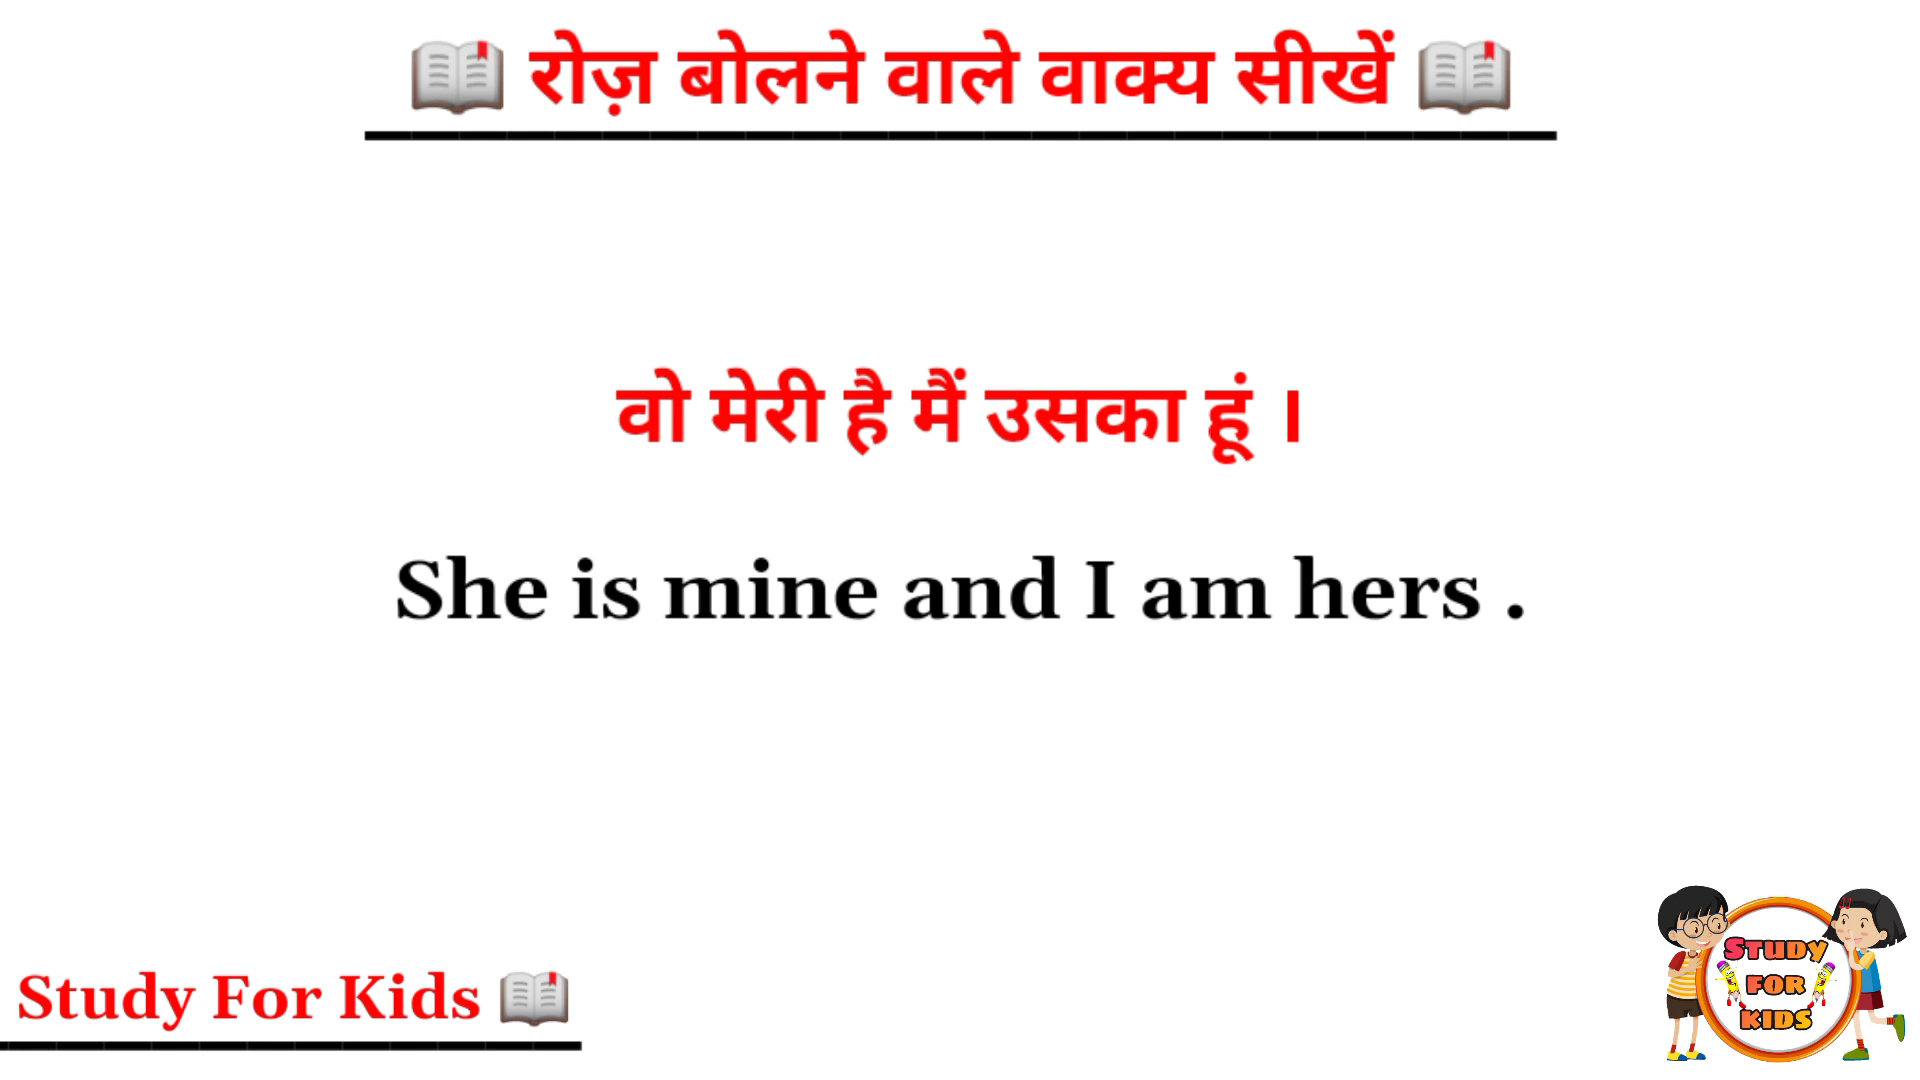 📖 रोज़ बोलने वाले वाक्य सीखें 📖
वो मेरी है मैं उसका हूं ।
She is mine and I am hers .
Study For Kids 📖
STUDY
FOR
KIDS